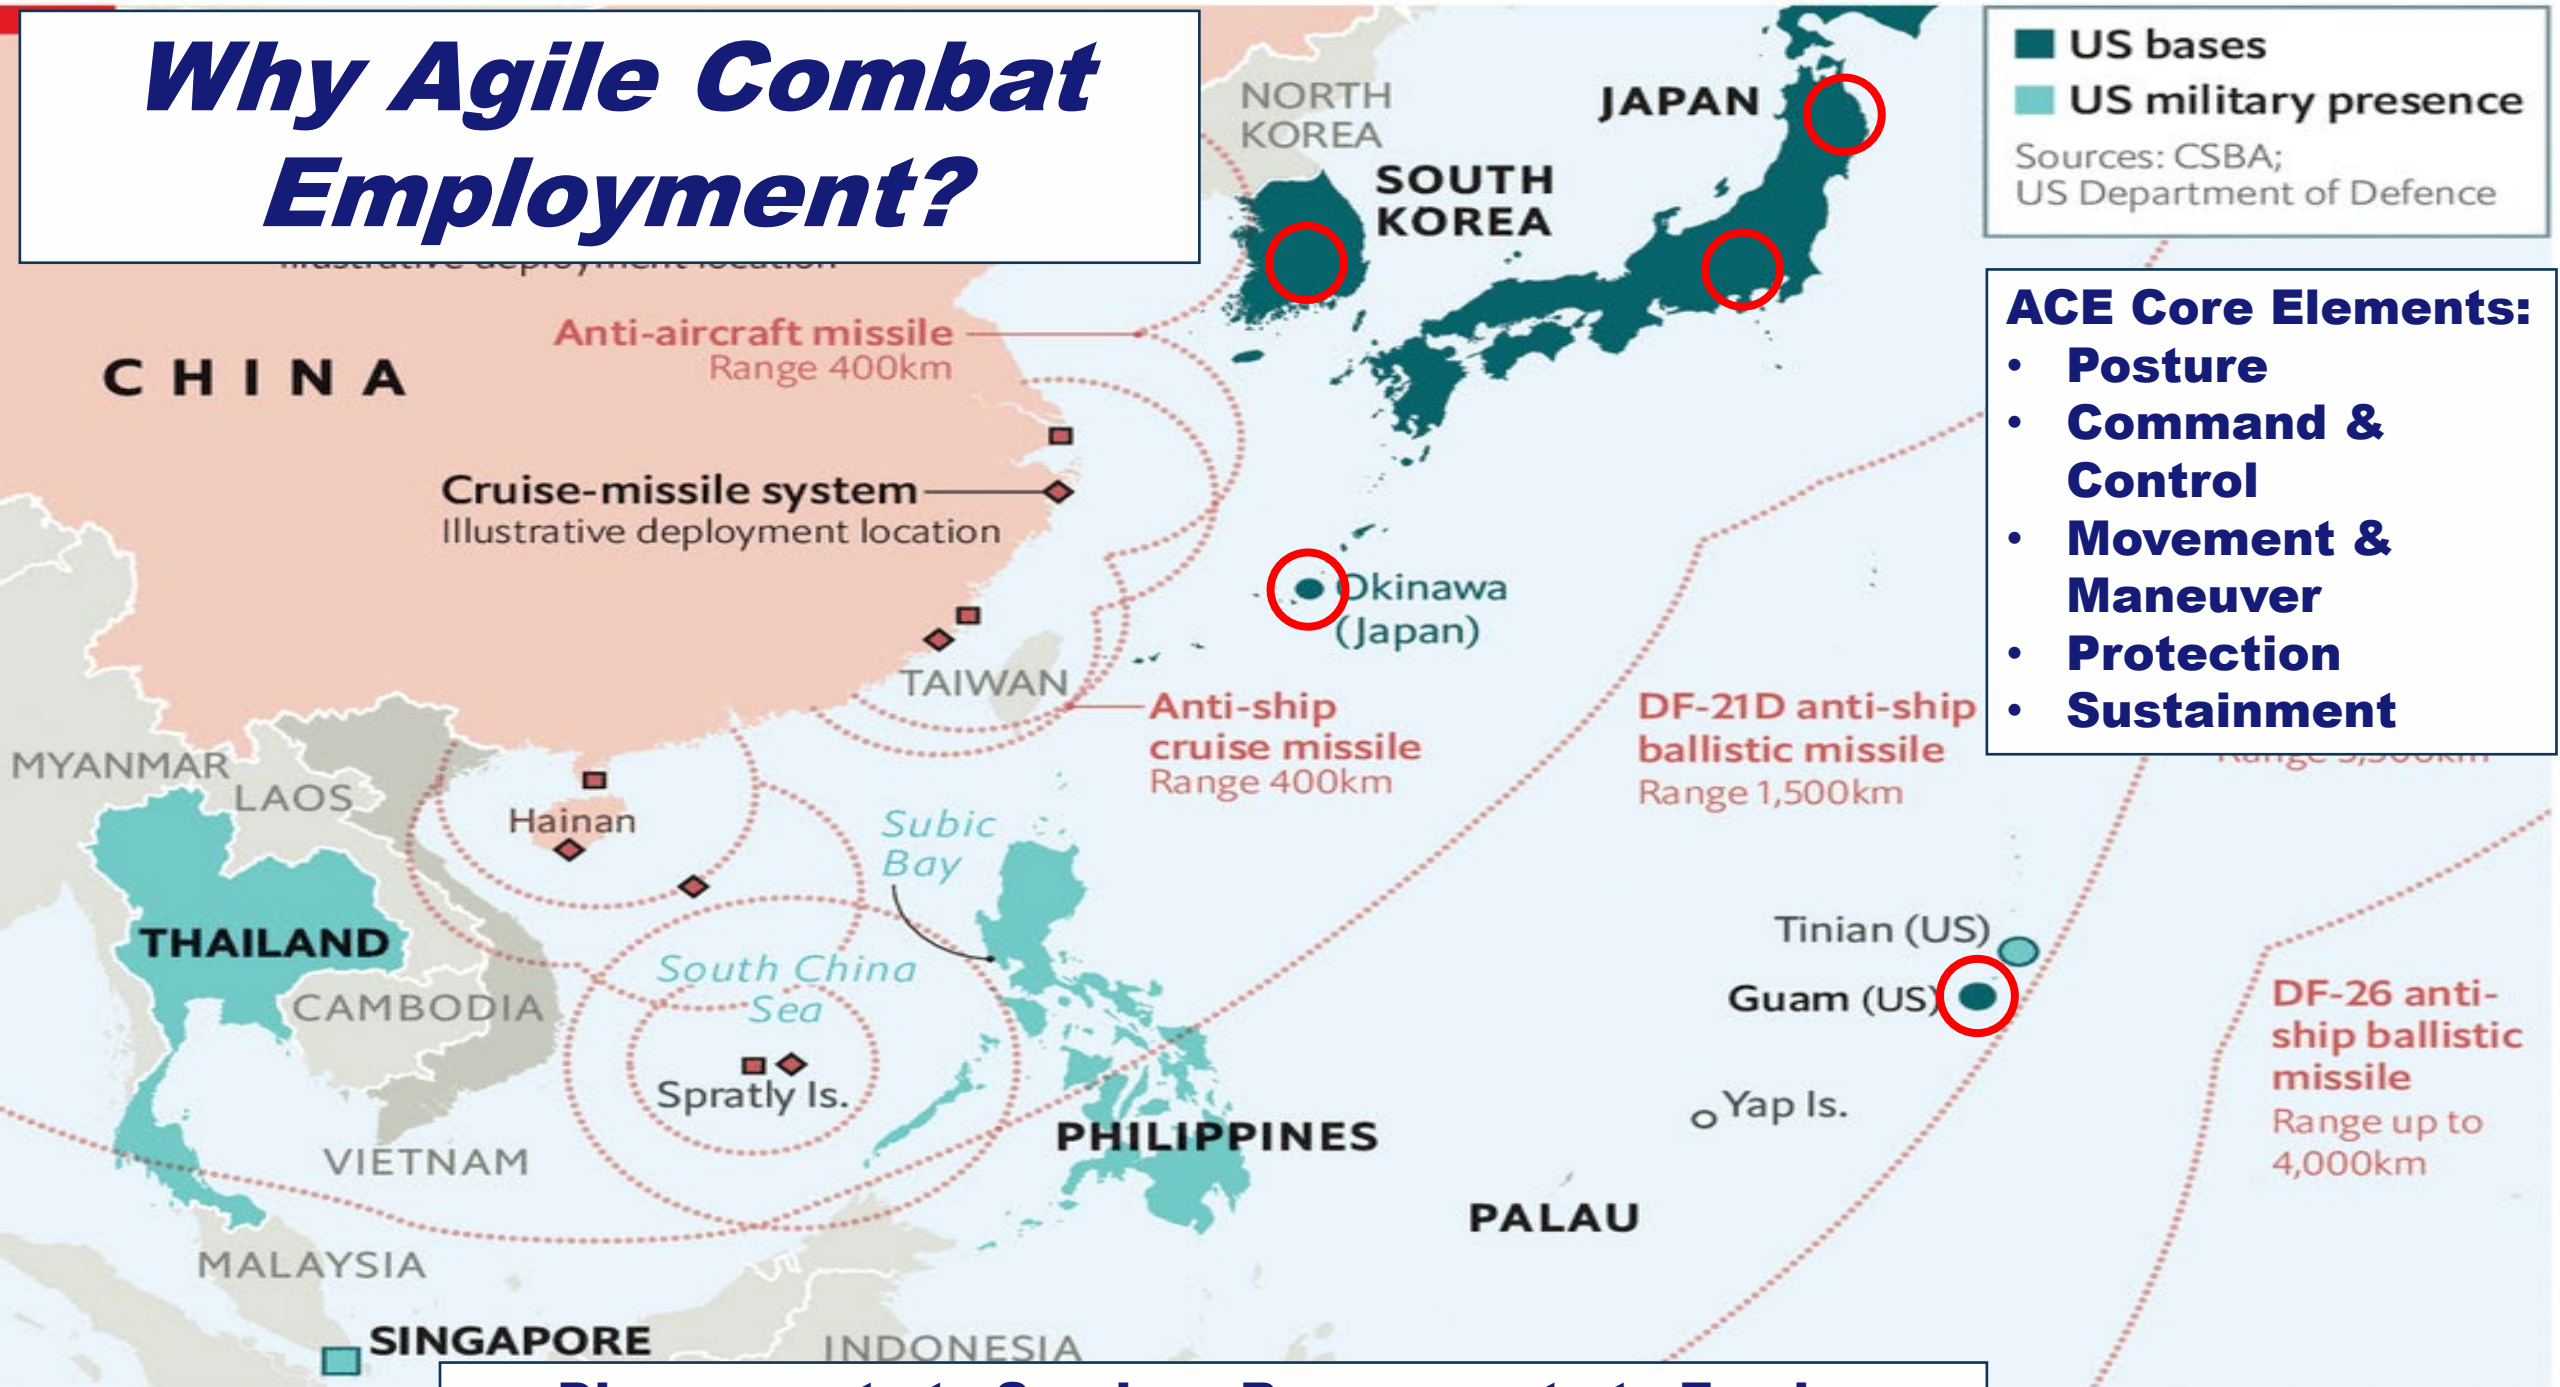 Why Agile Combat
Employment?
US bases
US military presence
Sources: CSBA;
US Department of Defence
ACE Core Elements:
• Posture
• Command &
Control
• Movement &
Maneuver
• Protection
• Sustainment
NORTH
KOREA
JAPAN
SOUTH
KOREA
Illustrative deployment location
Anti-aircraft missile
Range 400km
CHINA
Cruise-missile system
Illustrative deployment location
Okinawa
(Japan)
TAIWAN
Anti-ship
cruise missile
Range 400km
DF-21D anti-ship
ballistic missile
Range 1,500km
MYANMAR
LAOS
Hainan
Subic
Bay
THAILAND
South China
Sea
CAMBODIA
Tinian (US)
Guam (US)
DF-26 anti-
ship ballistic
missile
Range up to
4,000km
Spratly Is.
Yap Is.
PHILIPPINES
VIETNAM
PALAU
MALAYSIA
SINGAPORE
INDONESIA